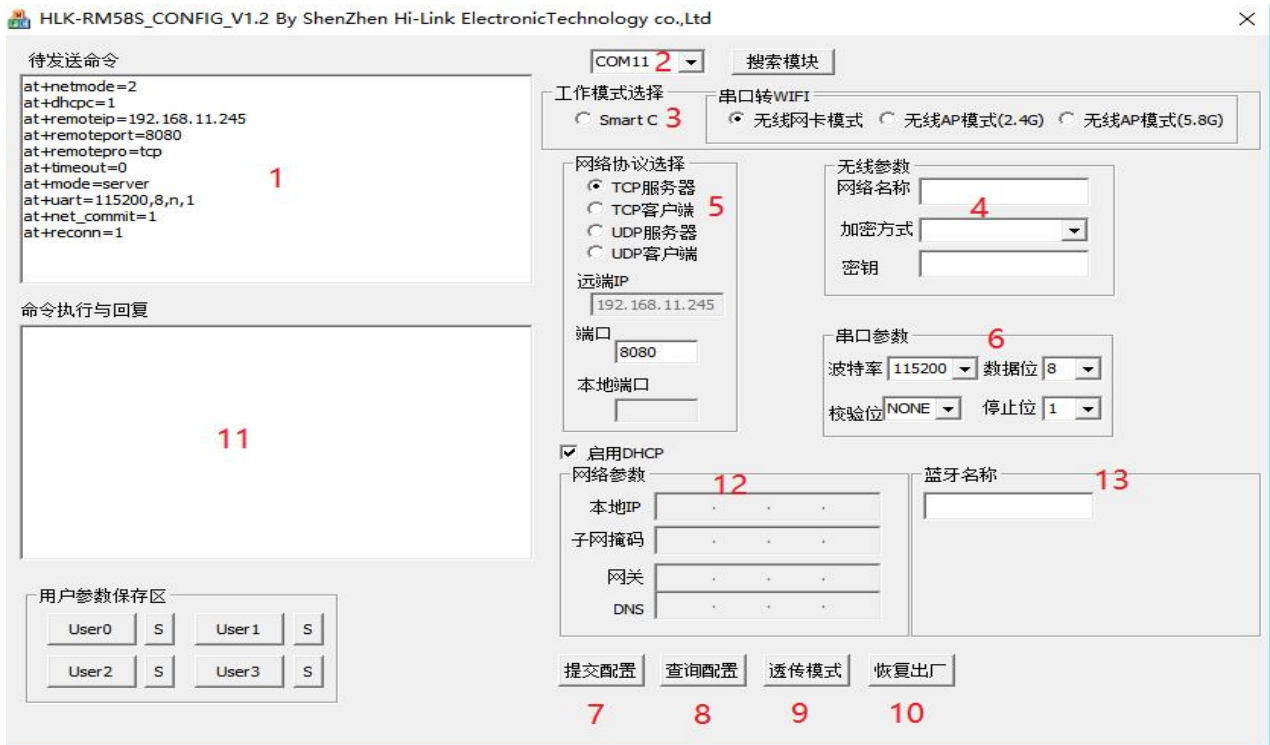 HLK-RM58S_CONFIG_V1.2 By ShenZhen Hi-Link ElectronicTechnology co.,Ltd
待发送命令
at+netmode=2
at+dhcpc=1
at+remoteip=192.168.11.245
at+remoteport=8080
at+remotepro=tcp
at+timeout=0
at+mode=server
at+uart=115200,8,n,1
at+net_commit=1
at+reconn=1
1
命令执行与回复
11
用户参数保存区
User0 S User1 S
User2 S User3 S
COM11 2 搜索模块
工作模式选择 串口转WIFI
Smart C 3 无线网卡模式 无线AP模式(2.4G) 无线AP模式(5.8G)
网络协议选择
TCP服务器
TCP客户端 5
UDP服务器
UDP客户端
远端IP
192.168.11.245
端口
8080
本地端口
无线参数
网络名称
4
加密方式
密钥
串口参数 6
波特率 115200 数据位 8
校验位 NONE 停止位 1
启用DHCP
网络参数 12
本地IP . . .
子网掩码 . . .
网关 . . .
DNS . . .
蓝牙名称 13
提交配置 查询配置 透传模式 恢复出厂
7 8 9 10